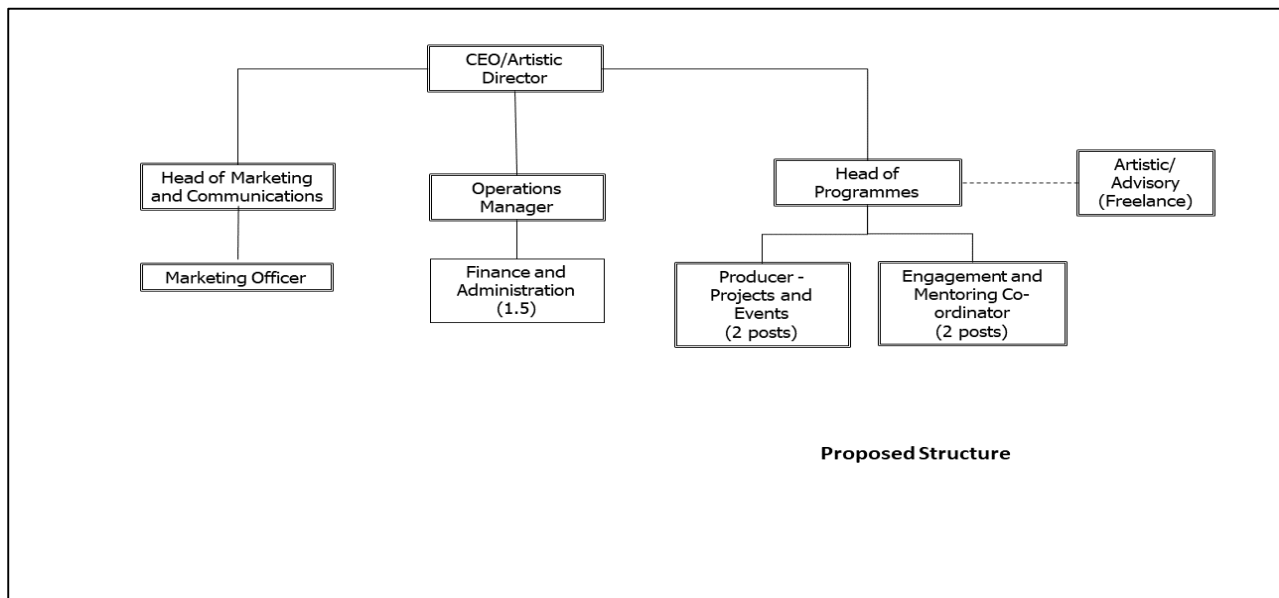 CEO/Artistic
Director
Head of Marketing
and Communications
Operations
Manager
Head of
Programmes
Artistic/
Advisory
(Freelance)
Marketing Officer
Finance and
Administration
(1.5)
Producer -
Projects and
Events
(2 posts)
Engagement and
Mentoring Co-
ordinator
(2 posts)
Proposed Structure